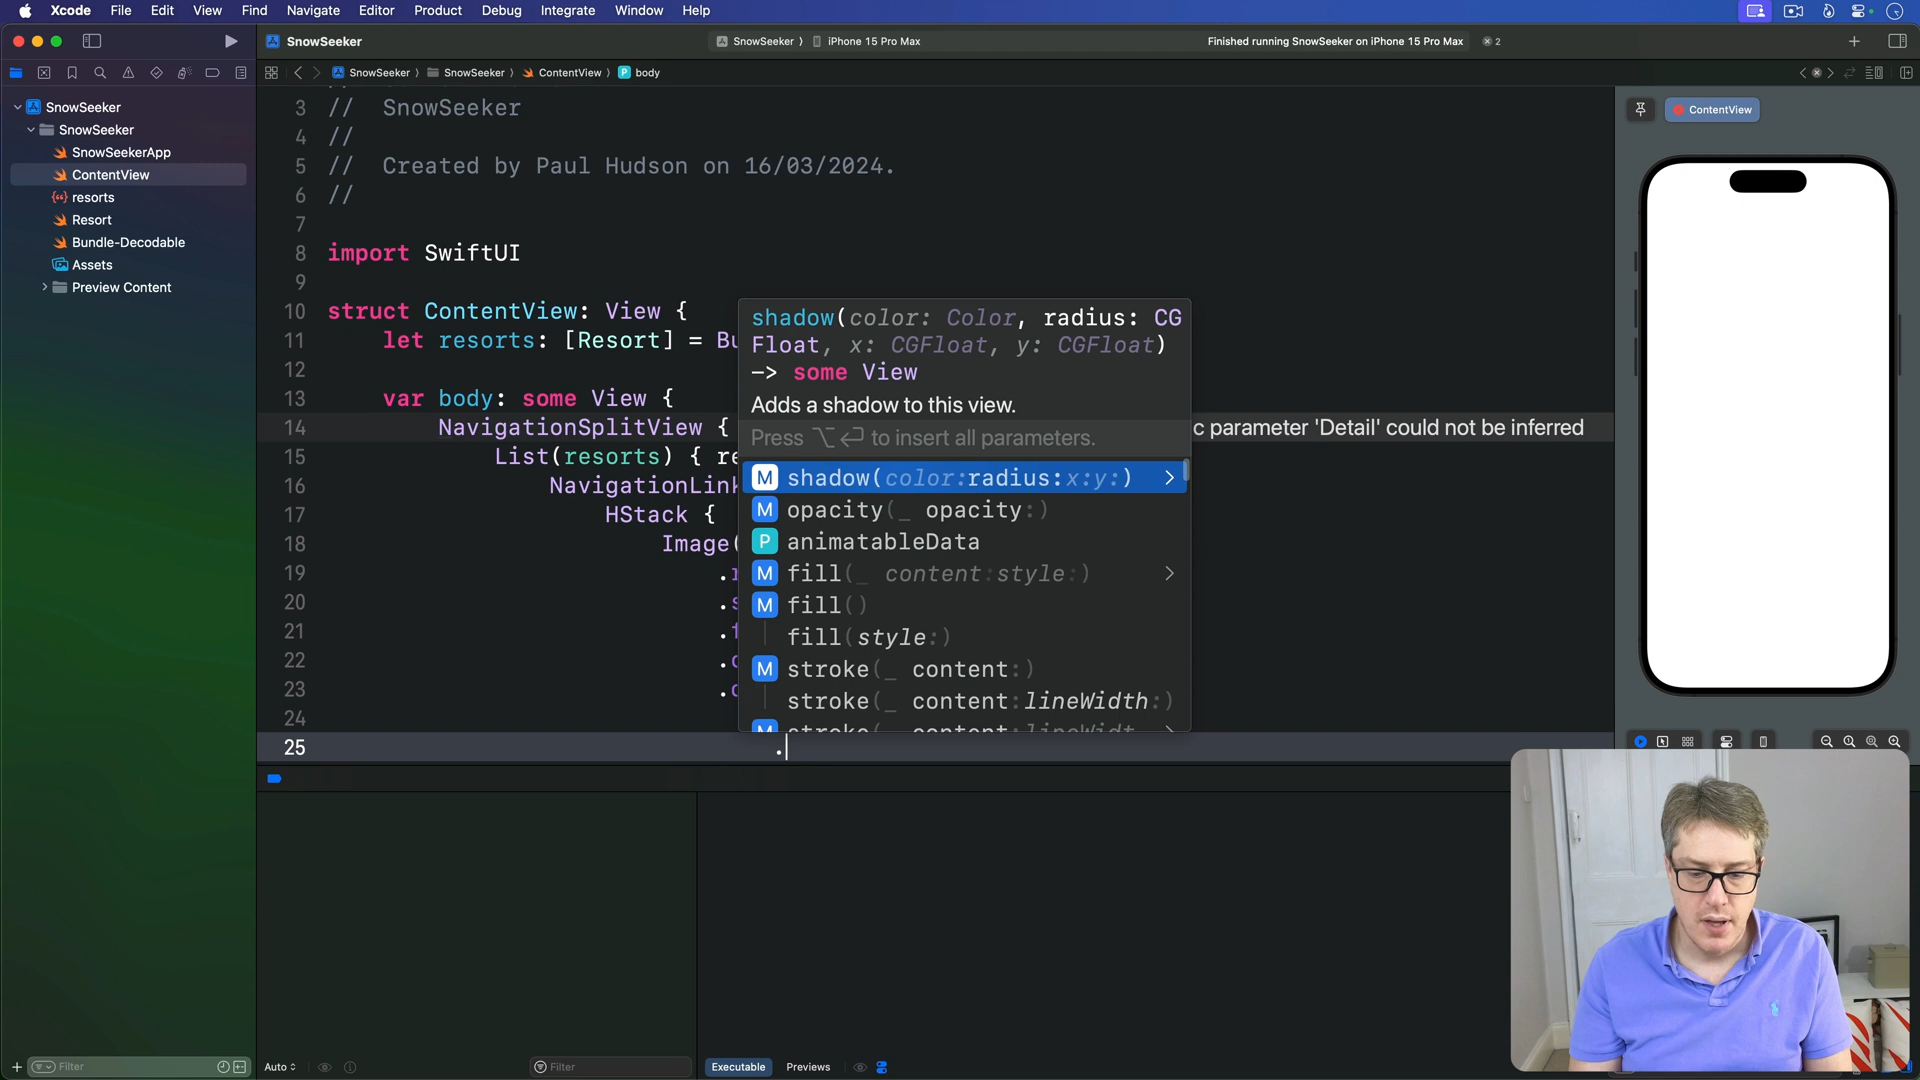 Xcode File Edit View Find Navigate Editor Product Debug Integrate Window Help
SnowSeeker
SnowSeeker 〉 iPhone 15 Pro Max
Finished running SnowSeeker on iPhone 15 Pro Max
2
SnowSeeker 〉 SnowSeeker 〉 ContentView 〉 P body
SnowSeeker
SnowSeeker
SnowSeekerApp
ContentView
resorts
Resort
Bundle-Decodable
Assets
Preview Content
3 // SnowSeeker
4 //
5 // Created by Paul Hudson on 16/03/2024.
6 //
7
8 import SwiftUI
9
10 struct ContentView: View {
11 let resorts: [Resort] = Bu
12
13 var body: some View {
14 NavigationSplitView {
c parameter 'Detail' could not be inferred
15 List(resorts) { re
16 NavigationLink
17 HStack {
18 Image(
19 .r
20 .s
21 .f
22 .c
23 .o
24
25 .
shadow(color: Color, radius: CG
Float, x: CGFloat, y: CGFloat)
-> some View
Adds a shadow to this view.
Press ⌥↩ to insert all parameters.
M shadow(color:radius:x:y:)
M opacity(_ opacity:)
P animatableData
M fill(_ content:style:)
M fill()
fill(style:)
M stroke(_ content:)
stroke(_ content:lineWidth:)
ContentView
Filter
Auto
Filter
Executable Previews